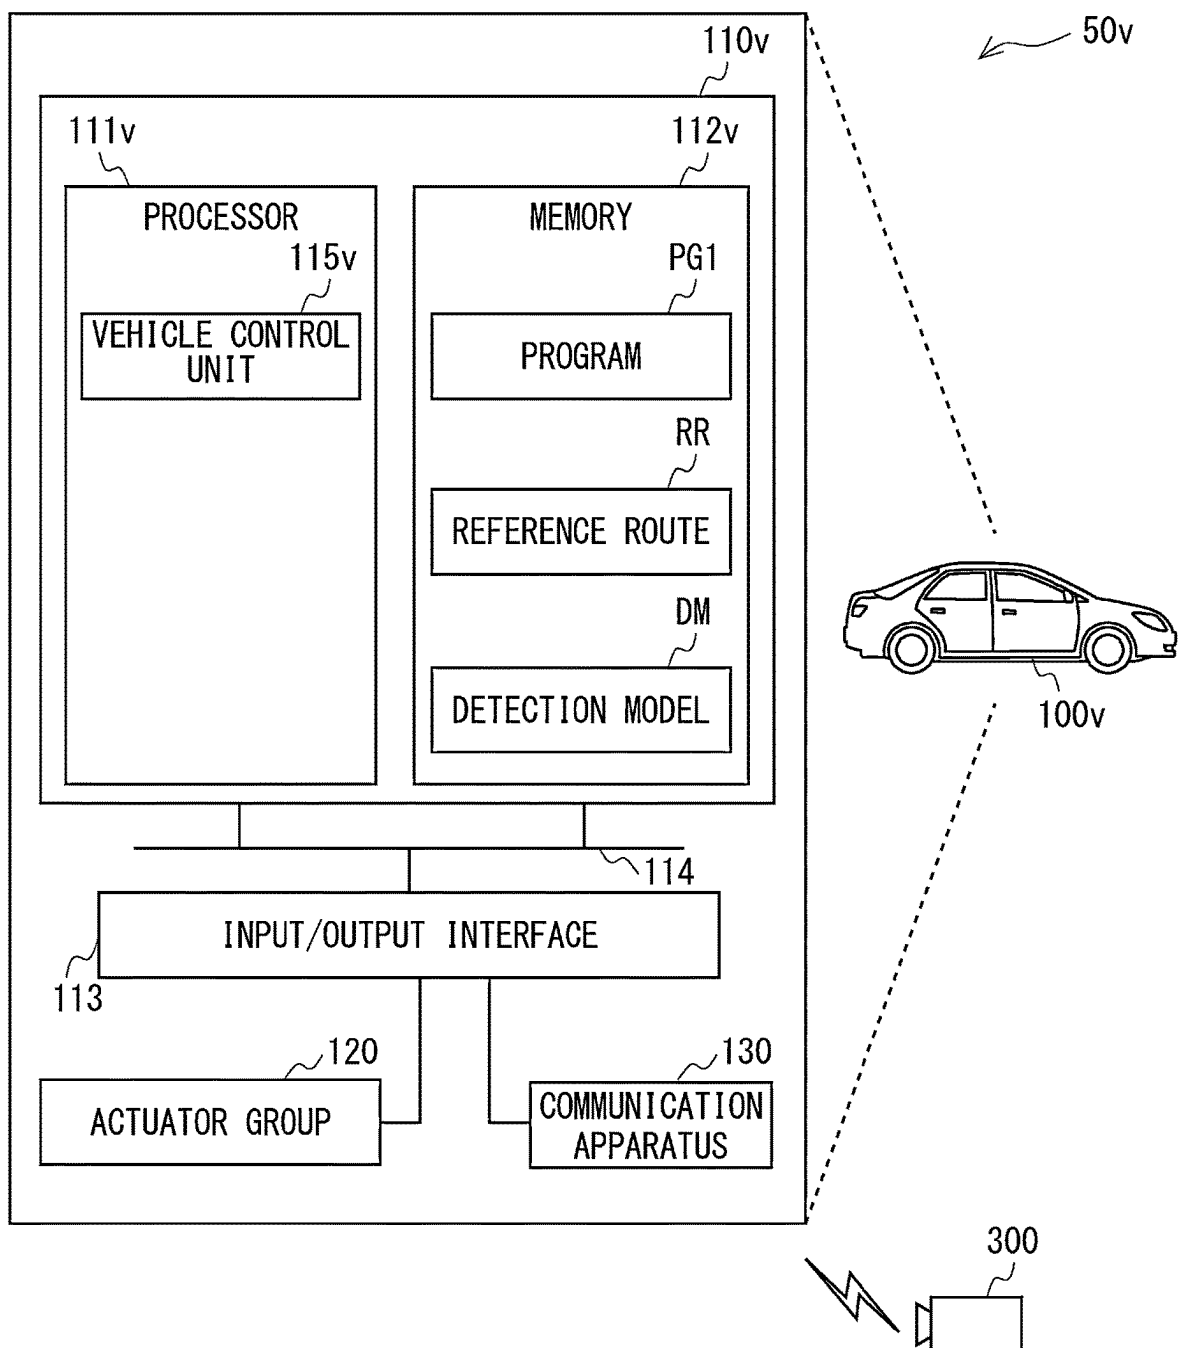 50v
110v
111v
112v
PROCESSOR
MEMORY
115v
PG1
VEHICLE CONTROL
UNIT
PROGRAM
RR
REFERENCE ROUTE
DM
DETECTION MODEL
100v
114
INPUT/OUTPUT INTERFACE
113
120
130
ACTUATOR GROUP
COMMUNICATION
APPARATUS
300